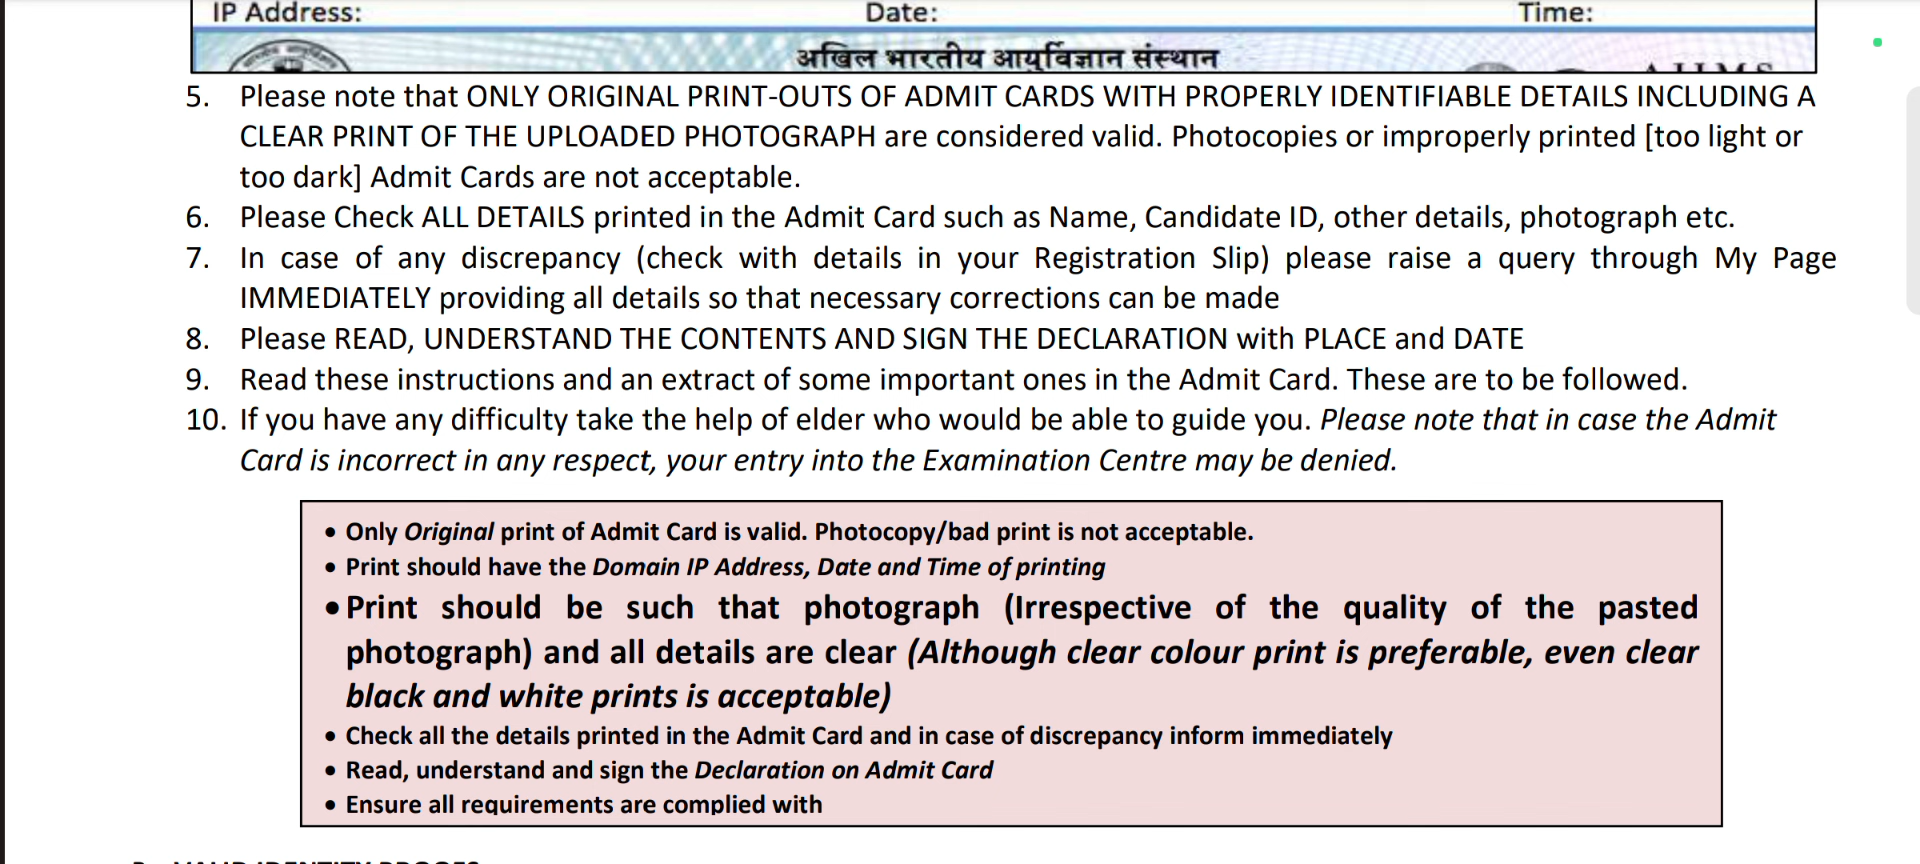 IP Address: Date: Time:
अखिल भारतीय आयुर्विज्ञान संस्थान
5. Please note that ONLY ORIGINAL PRINT-OUTS OF ADMIT CARDS WITH PROPERLY IDENTIFIABLE DETAILS INCLUDING A
CLEAR PRINT OF THE UPLOADED PHOTOGRAPH are considered valid. Photocopies or improperly printed [too light or
too dark] Admit Cards are not acceptable.
6. Please Check ALL DETAILS printed in the Admit Card such as Name, Candidate ID, other details, photograph etc.
7. In case of any discrepancy (check with details in your Registration Slip) please raise a query through My Page
IMMEDIATELY providing all details so that necessary corrections can be made
8. Please READ, UNDERSTAND THE CONTENTS AND SIGN THE DECLARATION with PLACE and DATE
9. Read these instructions and an extract of some important ones in the Admit Card. These are to be followed.
10. If you have any difficulty take the help of elder who would be able to guide you. Please note that in case the Admit
Card is incorrect in any respect, your entry into the Examination Centre may be denied.
• Only Original print of Admit Card is valid. Photocopy/bad print is not acceptable.
• Print should have the Domain IP Address, Date and Time of printing
• Print should be such that photograph (Irrespective of the quality of the pasted
photograph) and all details are clear (Although clear colour print is preferable, even clear
black and white prints is acceptable)
• Check all the details printed in the Admit Card and in case of discrepancy inform immediately
• Read, understand and sign the Declaration on Admit Card
• Ensure all requirements are complied with